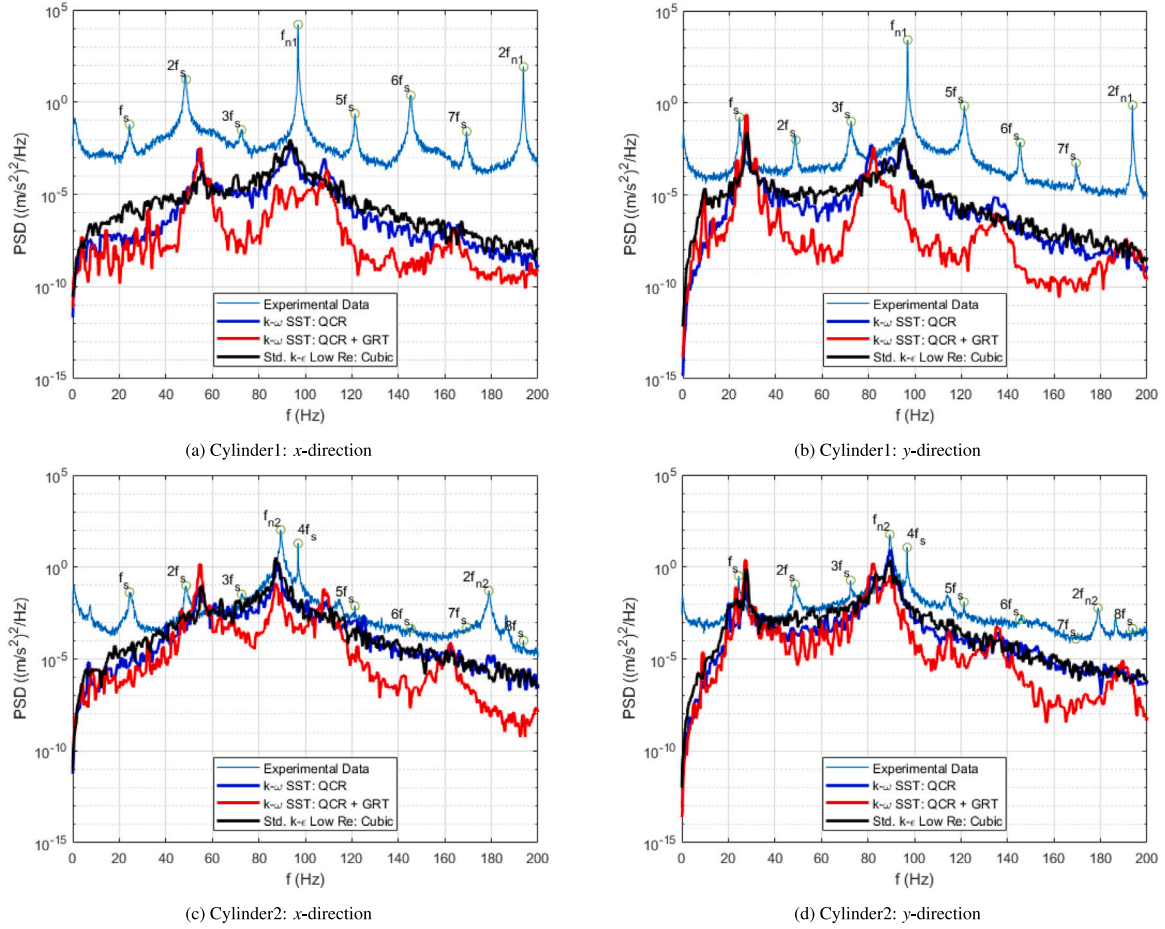 10^5
10^0
10^-5
10^-10
10^-15
PSD ((m/s^2)^2/Hz)
f_s
2f_s
3f_s
f_n1
5f_s
6f_s
7f_s
2f_n1
Experimental Data
k-ω SST: QCR
k-ω SST: QCR + GRT
Std. k-ϵ Low Re: Cubic
0 20 40 60 80 100 120 140 160 180 200
f (Hz)
(a) Cylinder1: x-direction
10^5
10^0
10^-5
10^-10
10^-15
PSD ((m/s^2)^2/Hz)
f_s
2f_s
3f_s
f_n1
5f_s
6f_s
7f_s
2f_n1
Experimental Data
k-ω SST: QCR
k-ω SST: QCR + GRT
Std. k-ϵ Low Re: Cubic
0 20 40 60 80 100 120 140 160 180 200
f (Hz)
(b) Cylinder1: y-direction
10^5
10^0
10^-5
10^-10
10^-15
PSD ((m/s^2)^2/Hz)
f_s
2f_s
3f_s
f_n2
4f_s
5f_s
6f_s
7f_s
2f_n2
8f_s
Experimental Data
k-ω SST: QCR
k-ω SST: QCR + GRT
Std. k-ϵ Low Re: Cubic
0 20 40 60 80 100 120 140 160 180 200
f (Hz)
(c) Cylinder2: x-direction
10^5
10^0
10^-5
10^-10
10^-15
PSD ((m/s^2)^2/Hz)
f_s
2f_s
3f_s
f_n2
4f_s
5f_s
6f_s
7f_s
2f_n2
8f_s
Experimental Data
k-ω SST: QCR
k-ω SST: QCR + GRT
Std. k-ϵ Low Re: Cubic
0 20 40 60 80 100 120 140 160 180 200
f (Hz)
(d) Cylinder2: y-direction